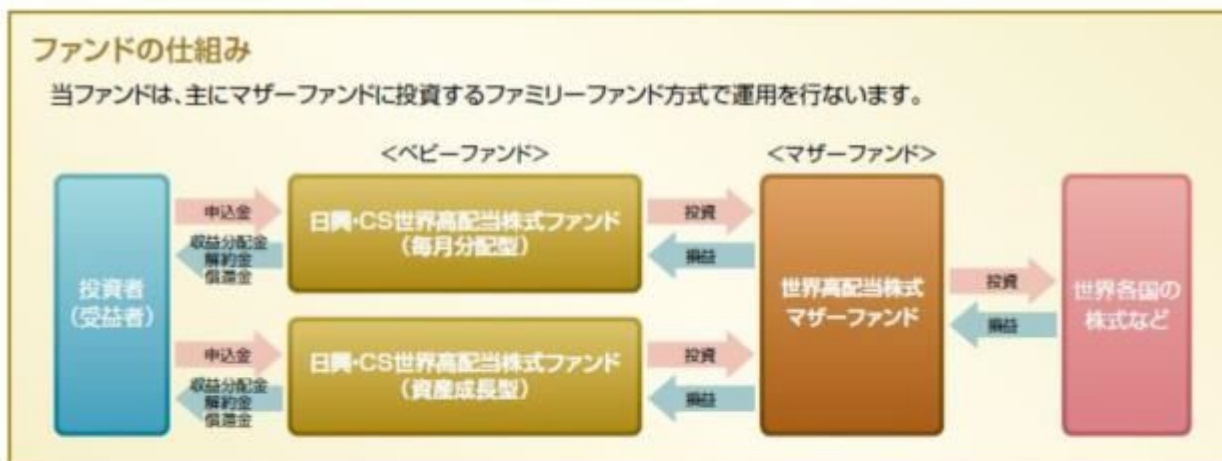 ファンドの仕組み
当ファンドは、主にマザーファンドに投資するファミリーファンド方式で運用を行ないます。
＜ベビーファンド＞
＜マザーファンド＞
投資者
（受益者）
申込金
収益分配金
解約金
償還金
日興・CS世界高配当株式ファンド
（毎月分配型）
投資
損益
申込金
収益分配金
解約金
償還金
日興・CS世界高配当株式ファンド
（資産成長型）
投資
損益
世界高配当株式
マザーファンド
投資
損益
世界各国の
株式など